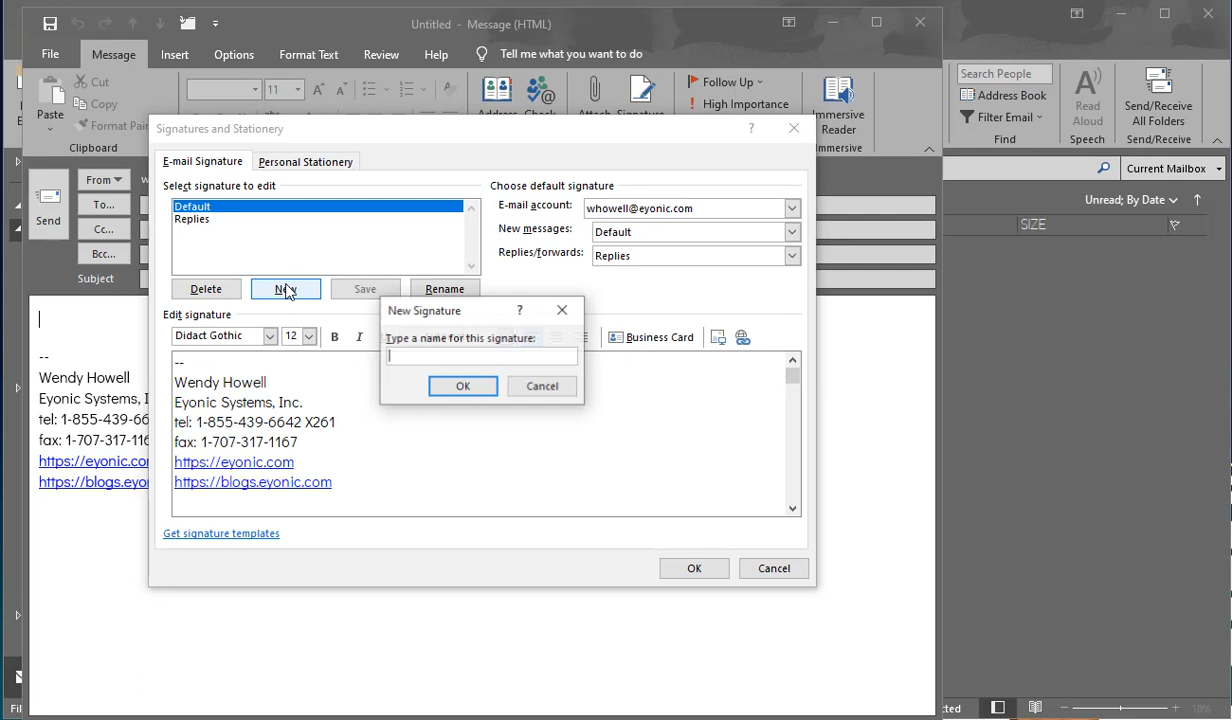 Untitled - Message (HTML)
File Message Insert Options Format Text Review Help Tell me what you want to do
Paste
Cut
Copy
Format Pain
Clipboard
11
Follow Up
High Importance
Immersive
Reader
Immersive
Search People
Address Book
Filter Email
Find
Read
Aloud
Speech
Send/Receive
All Folders
Send/Receive
Current Mailbox
Unread; By Date
SIZE
Send
From
To...
Cc...
Bcc...
Subject
--
Wendy Howell
Eyonic Systems, I
tel: 1-855-439-66
fax: 1-707-317-116
https://eyonic.co
https://blogs.eyo
Signatures and Stationery
E-mail Signature Personal Stationery
Select signature to edit
Default
Replies
Delete New Save Rename
Choose default signature
E-mail account: whowell@eyonic.com
New messages: Default
Replies/forwards: Replies
Edit signature
Didact Gothic 12 B I Business Card
--
Wendy Howell
Eyonic Systems, Inc.
tel: 1-855-439-6642 X261
fax: 1-707-317-1167
https://eyonic.com
https://blogs.eyonic.com
Get signature templates
OK Cancel
New Signature
Type a name for this signature:
OK Cancel
10%